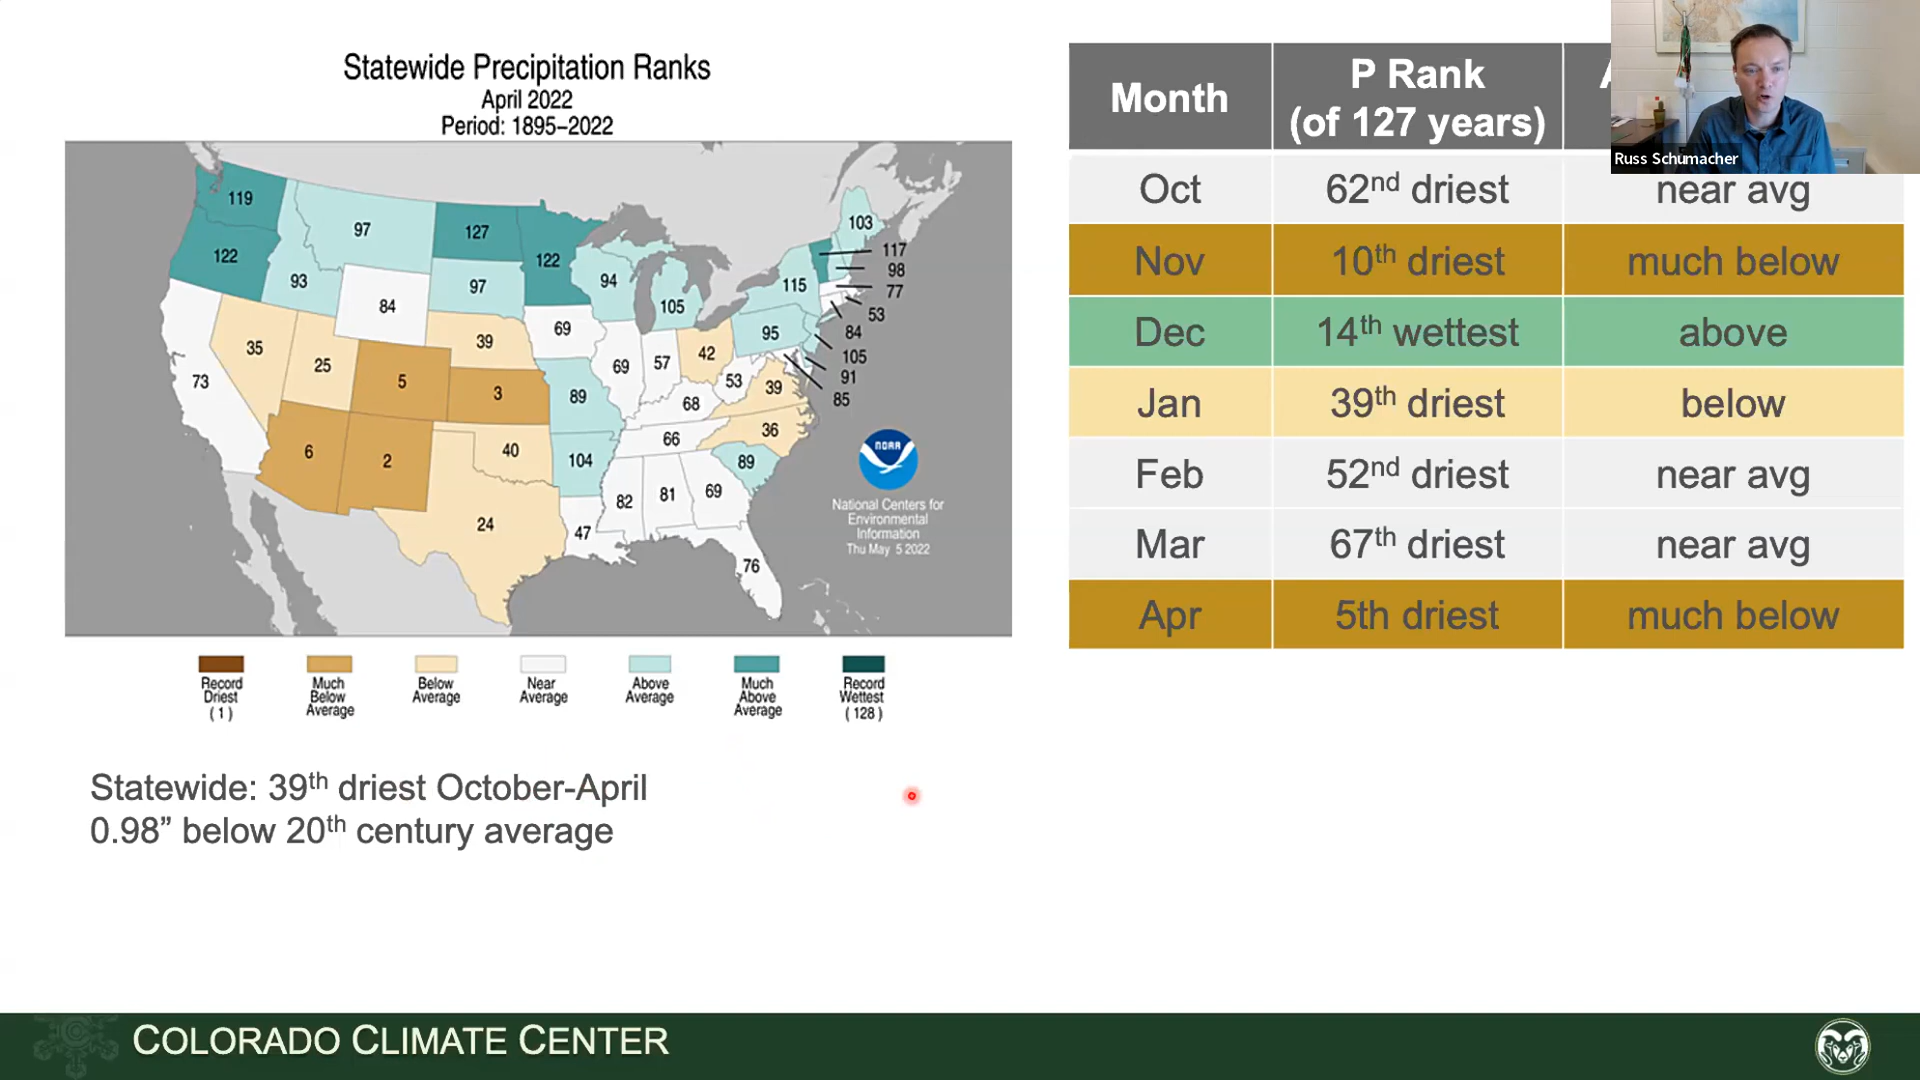 Statewide Precipitation Ranks
April 2022
Period: 1895–2022
119
122
97
93
127
122
97
84
94
105
103
117
98
77
53
84
105
91
85
115
95
73
35
25
5
39
3
69
69
57
42
53
39
68
36
66
89
89
6
2
40
104
24
47
82
81
69
76
NOAA
National Centers for
Environmental
Information
Thu May 5 2022
Record
Driest
( 1 )
Much
Below
Average
Below
Average
Near
Average
Above
Average
Much
Above
Average
Record
Wettest
( 128 )
Statewide: 39th driest October-April
0.98” below 20th century average
Month
P Rank
(of 127 years)
Oct 62nd driest near avg
Nov 10th driest much below
Dec 14th wettest above
Jan 39th driest below
Feb 52nd driest near avg
Mar 67th driest near avg
Apr 5th driest much below
Russ Schumacher
COLORADO CLIMATE CENTER